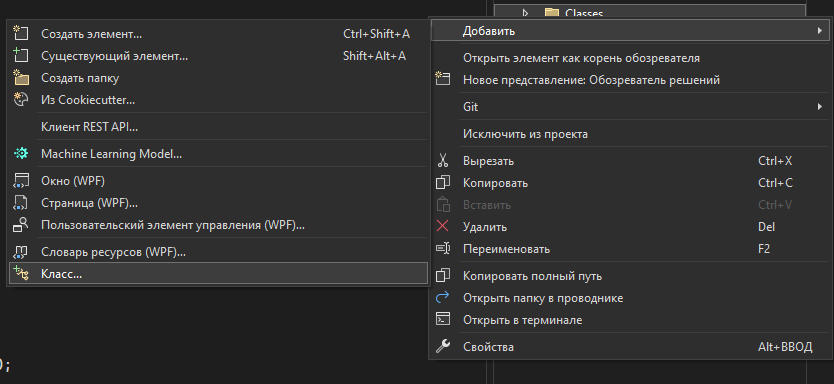 Classes
Создать элемент... Ctrl+Shift+A
Существующий элемент... Shift+Alt+A
Создать папку
Из Cookiecutter...
Клиент REST API...
Machine Learning Model...
Окно (WPF)
Страница (WPF)...
Пользовательский элемент управления (WPF)...
Словарь ресурсов (WPF)...
Класс...
Добавить
Открыть элемент как корень обозревателя
Новое представление: Обозреватель решений
Git
Исключить из проекта
Вырезать Ctrl+X
Копировать Ctrl+C
Вставить Ctrl+V
Удалить Del
Переименовать F2
Копировать полный путь
Открыть папку в проводнике
Открыть в терминале
Свойства Alt+ВВОД
);